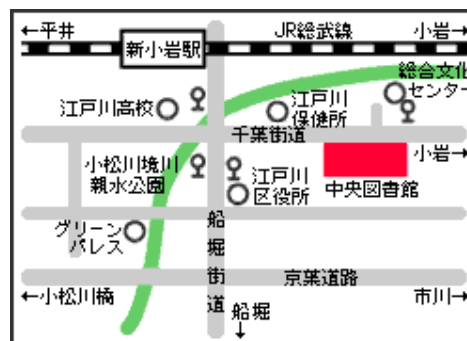 ←平井
JR総武線
小岩→
新小岩駅
総合文化
センター
江戸川高校
江戸川
保健所
千葉街道
小岩→
小松川境川
親水公園
江戸川
区役所
中央図書館
グリーン
パレス
船堀街道
京葉道路
←小松川橋
船堀
↓
市川→